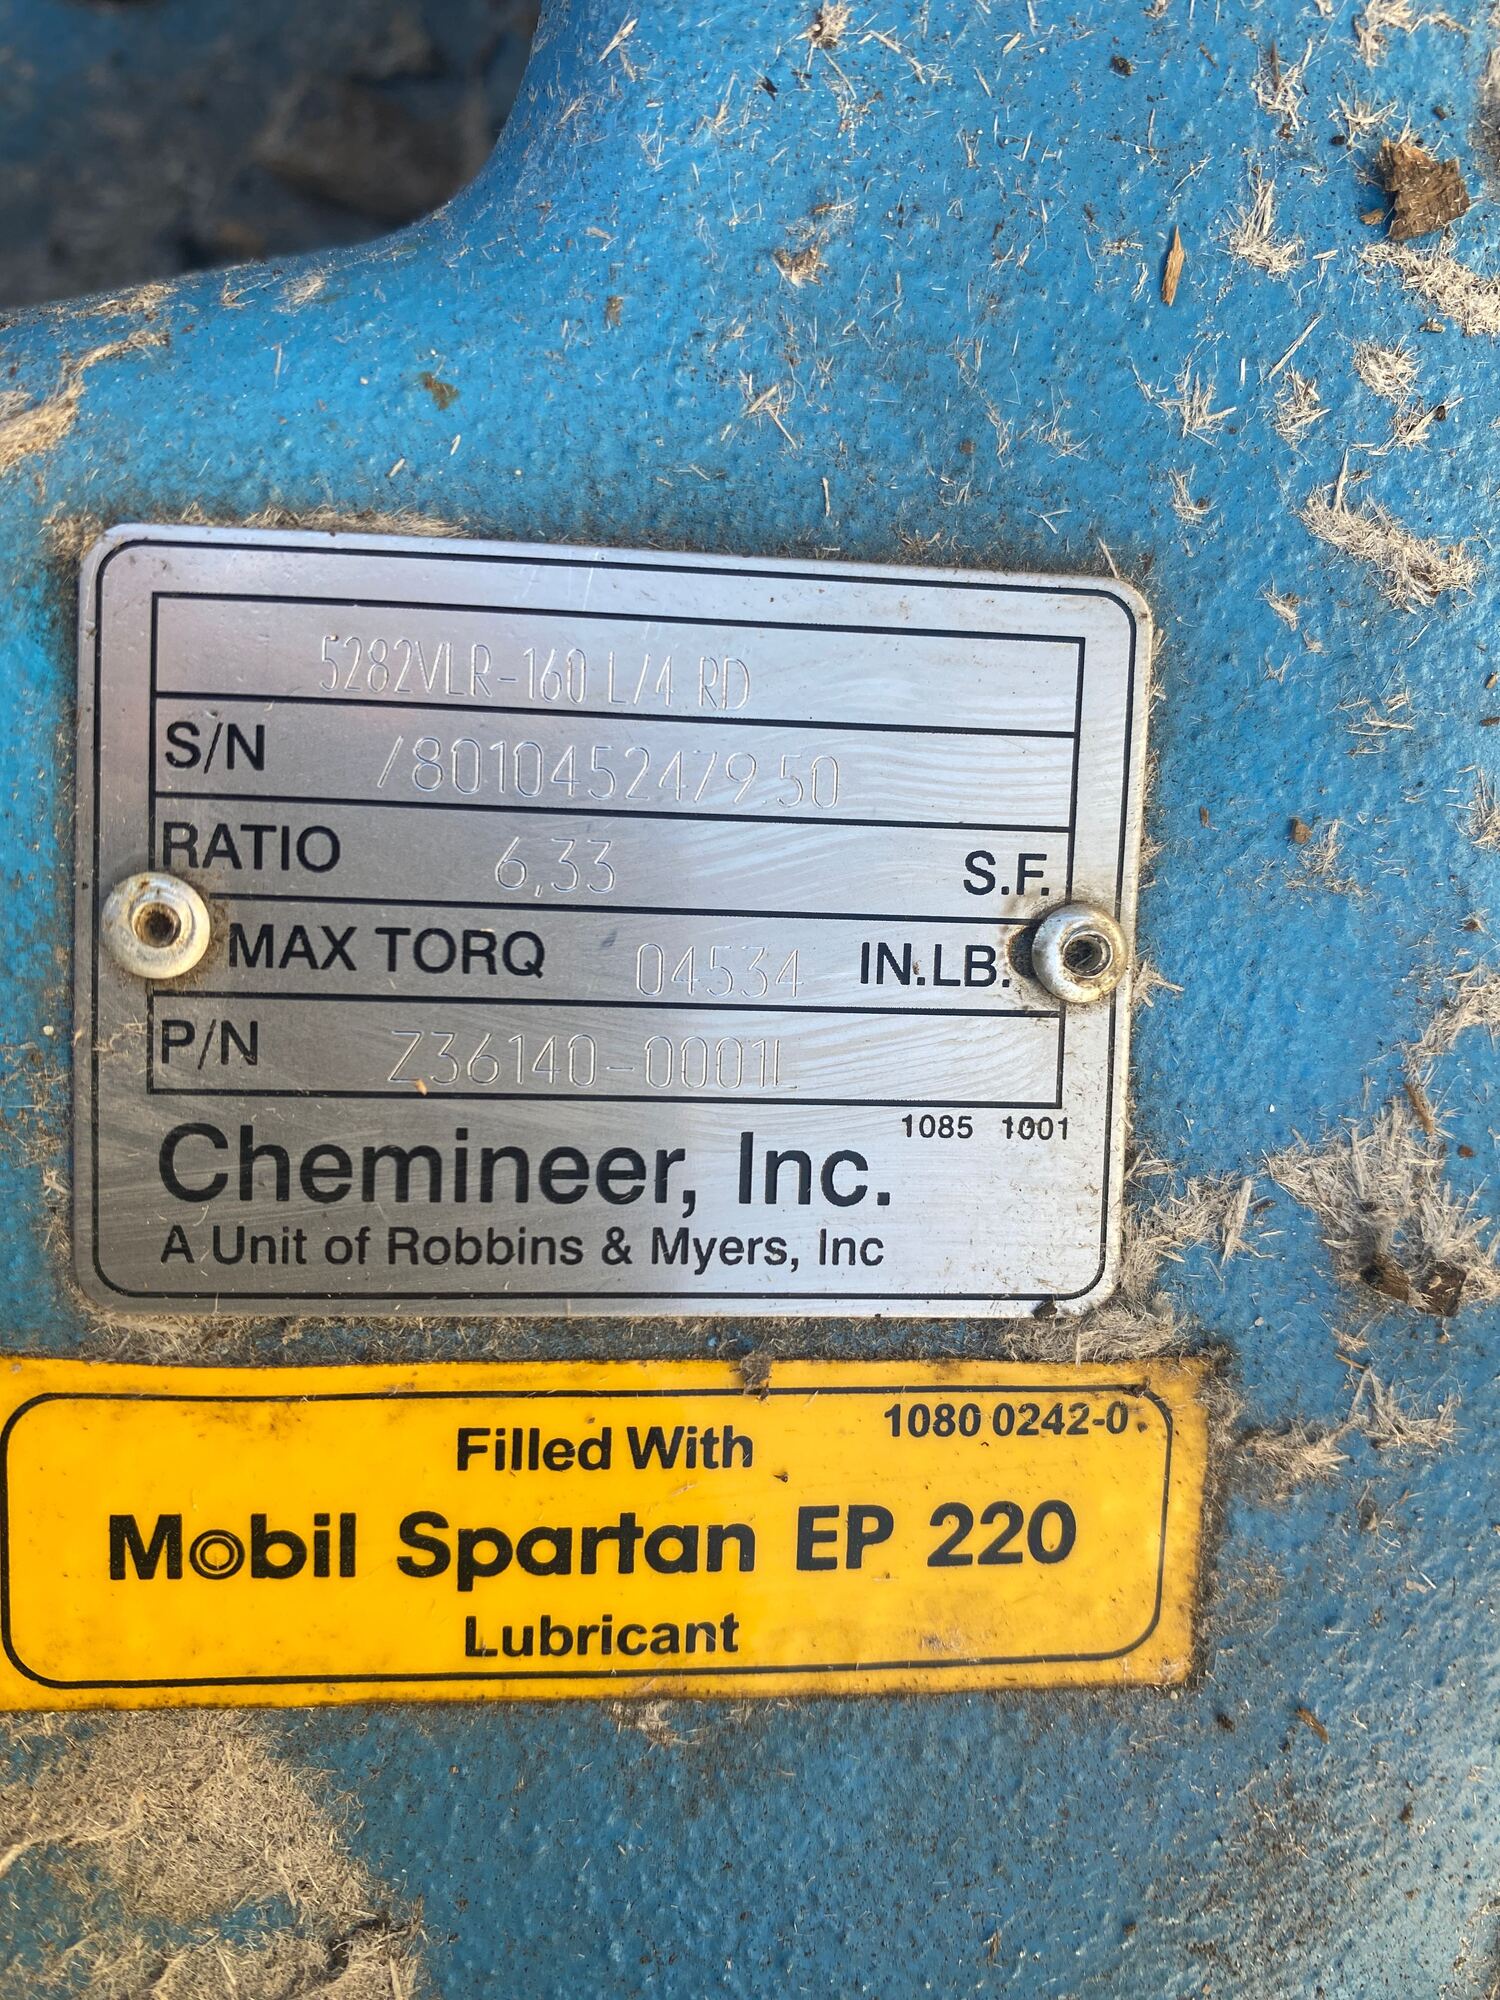 5282VLR-160 L/4 RD
S/N /8010452479.50
RATIO 6,33 S.F.
MAX TORQ 04534 IN.LB.
P/N Z36140-0001L
1085 1001
Chemineer, Inc.
A Unit of Robbins & Myers, Inc
1080 0242-0
Filled With
Mobil Spartan EP 220
Lubricant